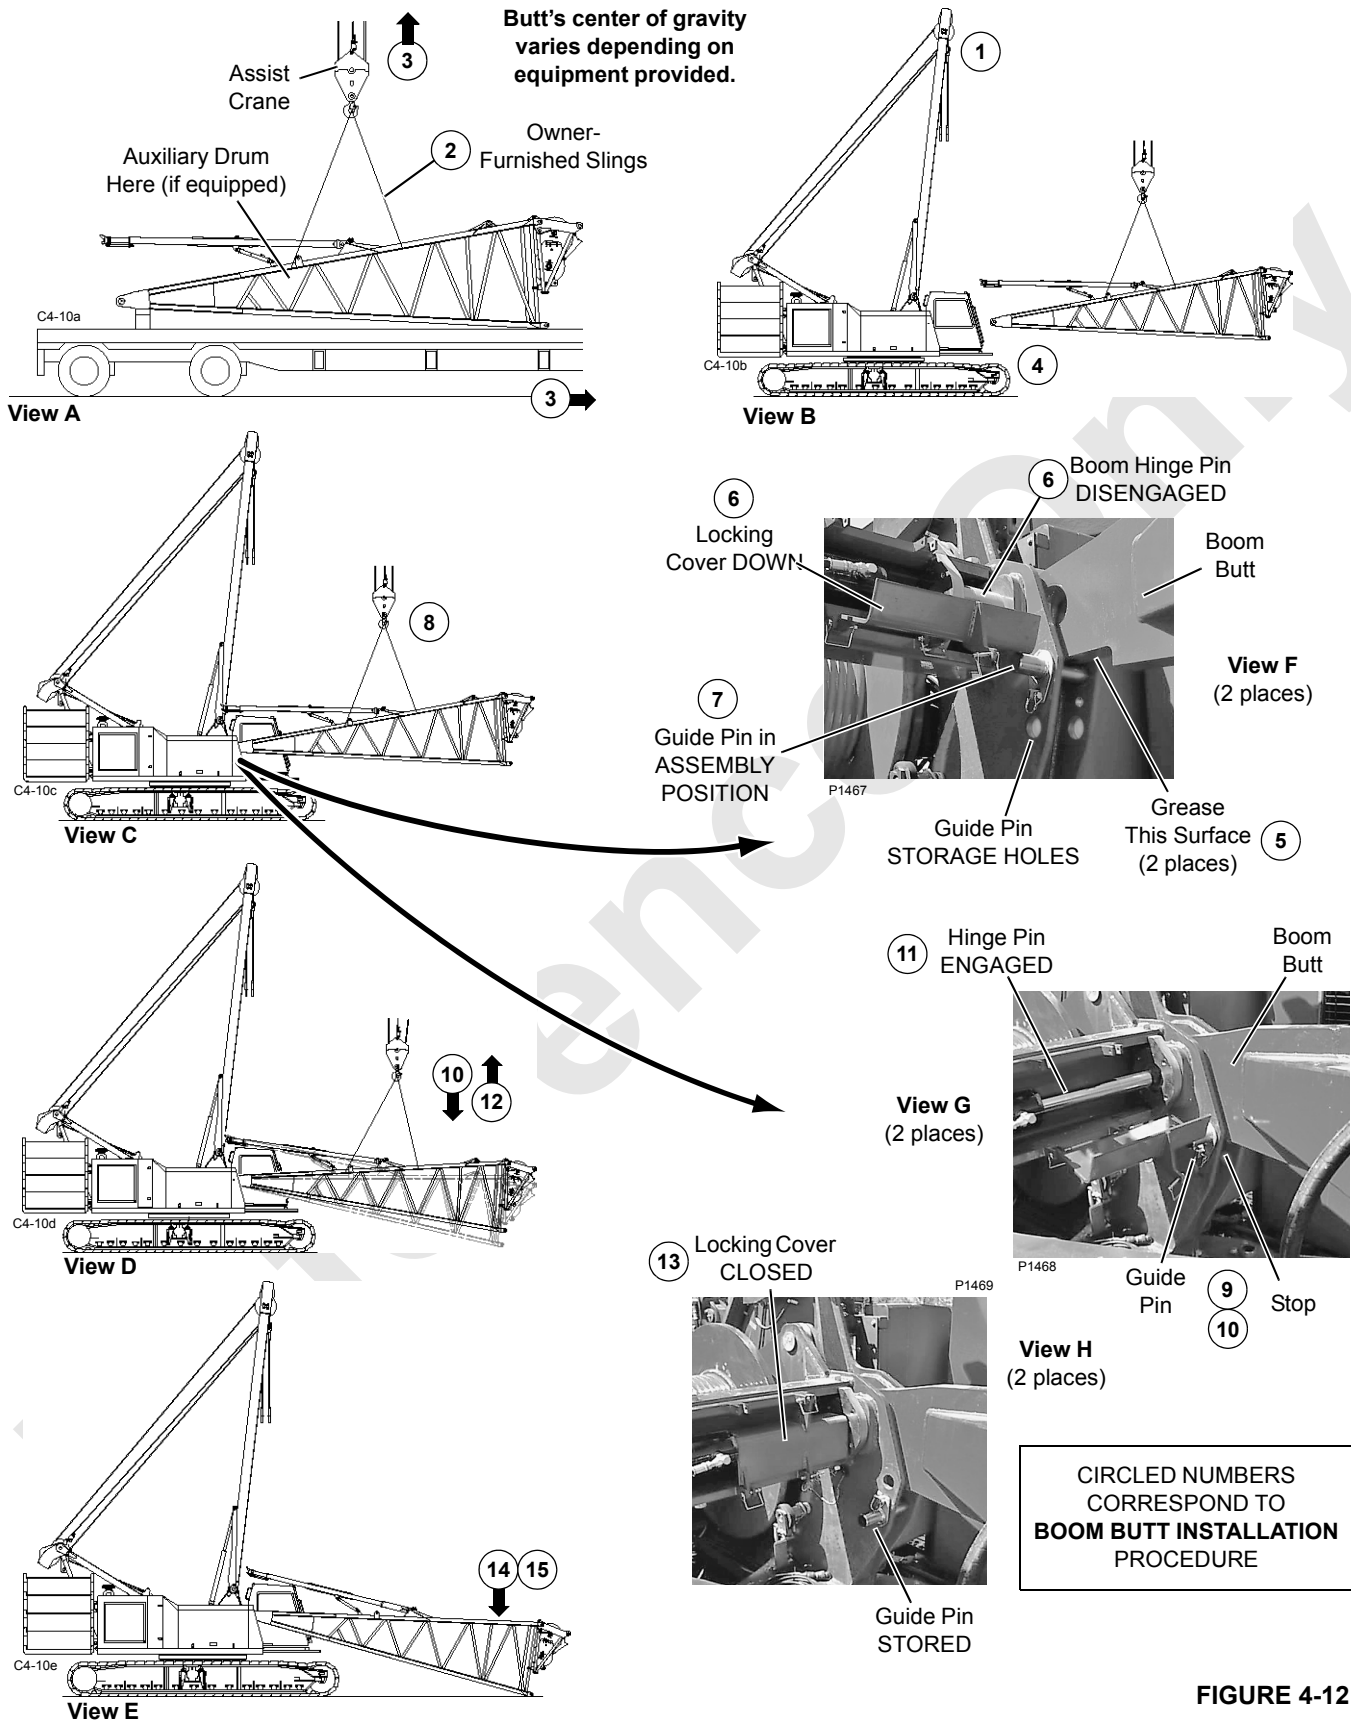 Butt's center of gravity
varies depending on
equipment provided.
3
Assist
Crane
2
Owner-
Furnished Slings
Auxiliary Drum
Here (if equipped)
C4-10a
3
View A
1
C4-10b
4
View B
8
C4-10c
View C
6
Locking
Cover DOWN
6
Boom Hinge Pin
DISENGAGED
Boom
Butt
View F
(2 places)
7
Guide Pin in
ASSEMBLY
POSITION
P1467
Guide Pin
STORAGE HOLES
Grease
This Surface
(2 places)
5
10
12
C4-10d
View D
11
Hinge Pin
ENGAGED
Boom
Butt
View G
(2 places)
P1468
Guide
Pin
9
10
Stop
13
Locking Cover
CLOSED
P1469
View H
(2 places)
Guide Pin
STORED
14
15
C4-10e
View E
CIRCLED NUMBERS
CORRESPOND TO
BOOM BUTT INSTALLATION
PROCEDURE
FIGURE 4-12